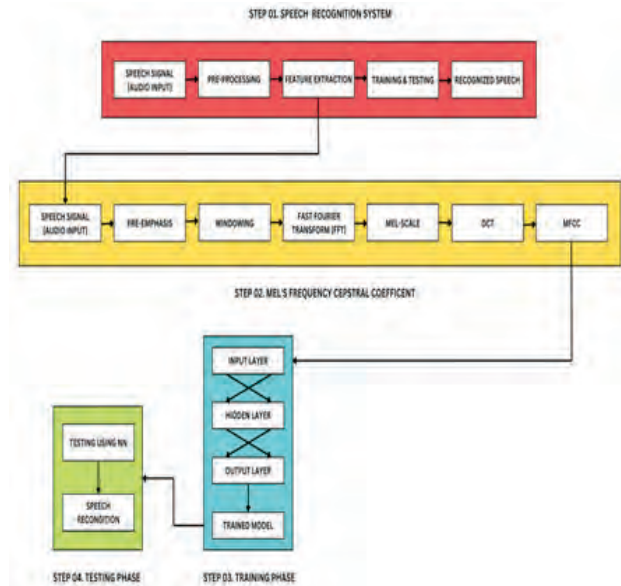 STEP 01. SPEECH RECOGNITION SYSTEM
SPEECH SIGNAL
[AUDIO INPUT]
PRE-PROCESSING
FEATURE EXTRACTION
TRAINING & TESTING
RECOGNIZED SPEECH
SPEECH SIGNAL
[AUDIO INPUT]
PRE-EMPHASIS
WINDOWING
FAST FOURIER
TRANSFORM [FFT]
MEL-SCALE
DCT
MFCC
STEP 02. MEL'S FREQUENCY CEPSTRAL COEFFICENT
INPUT LAYER
HIDDEN LAYER
OUTPUT LAYER
TRAINED MODEL
TESTING USING NN
SPEECH
RECONDITION
STEP 04. TESTING PHASE
STEP 03. TRAINING PHASE